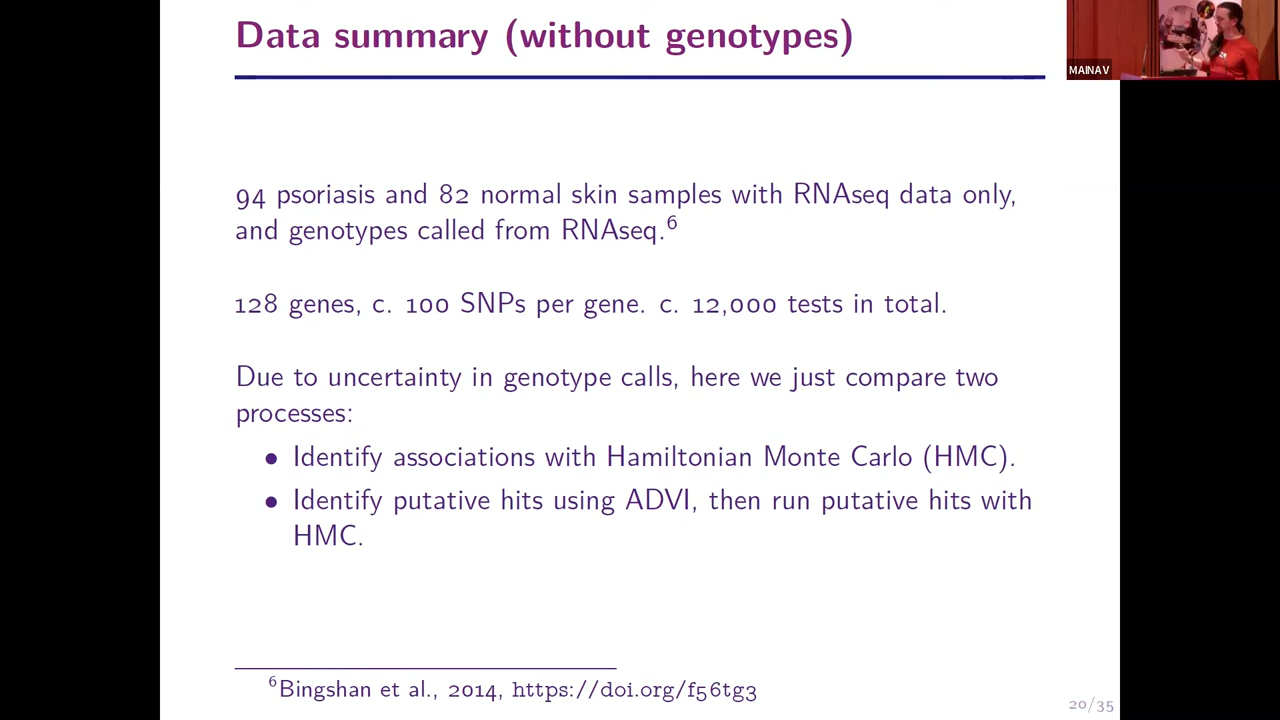 Data summary (without genotypes)
MAIN AV
94 psoriasis and 82 normal skin samples with RNAseq data only,
and genotypes called from RNAseq.⁶
128 genes, c. 100 SNPs per gene. c. 12,000 tests in total.
Due to uncertainty in genotype calls, here we just compare two
processes:
• Identify associations with Hamiltonian Monte Carlo (HMC).
• Identify putative hits using ADVI, then run putative hits with
HMC.
⁶Bingshan et al., 2014, https://doi.org/f56tg3
20/35